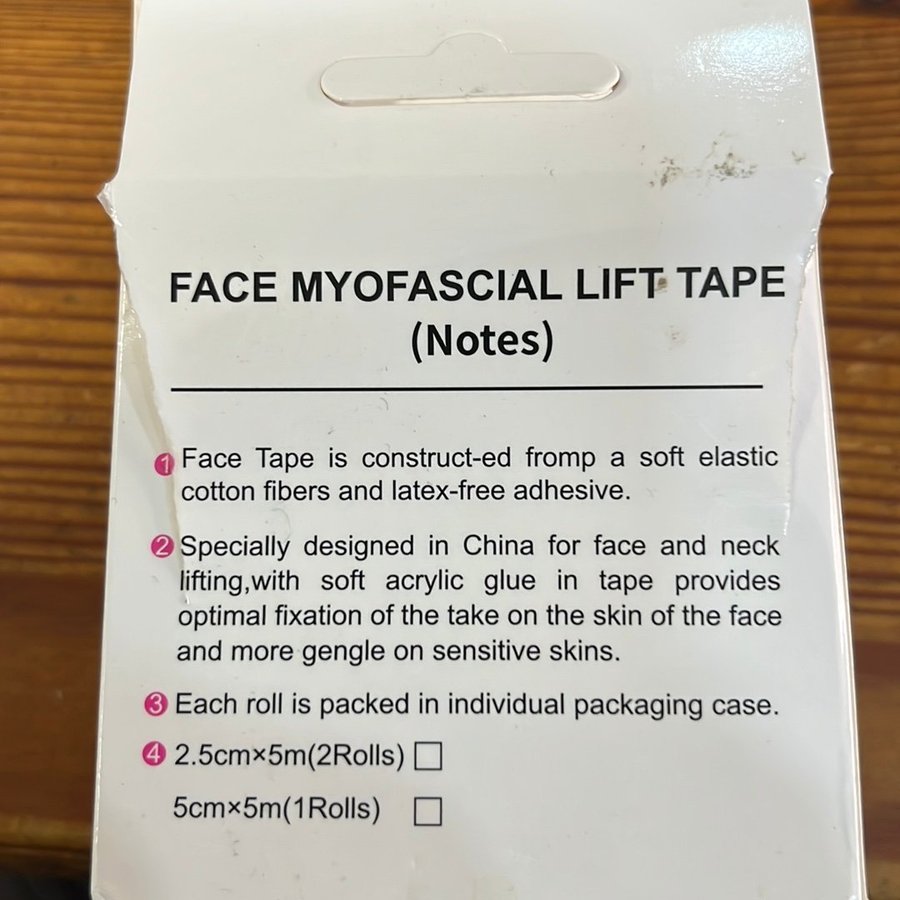 FACE MYOFASCIAL LIFT TAPE
(Notes)
1 Face Tape is construct-ed fromp a soft elastic
cotton fibers and latex-free adhesive.
2 Specially designed in China for face and neck
lifting,with soft acrylic glue in tape provides
optimal fixation of the take on the skin of the face
and more gengle on sensitive skins.
3 Each roll is packed in individual packaging case.
4 2.5cm×5m(2Rolls)
5cm×5m(1Rolls)